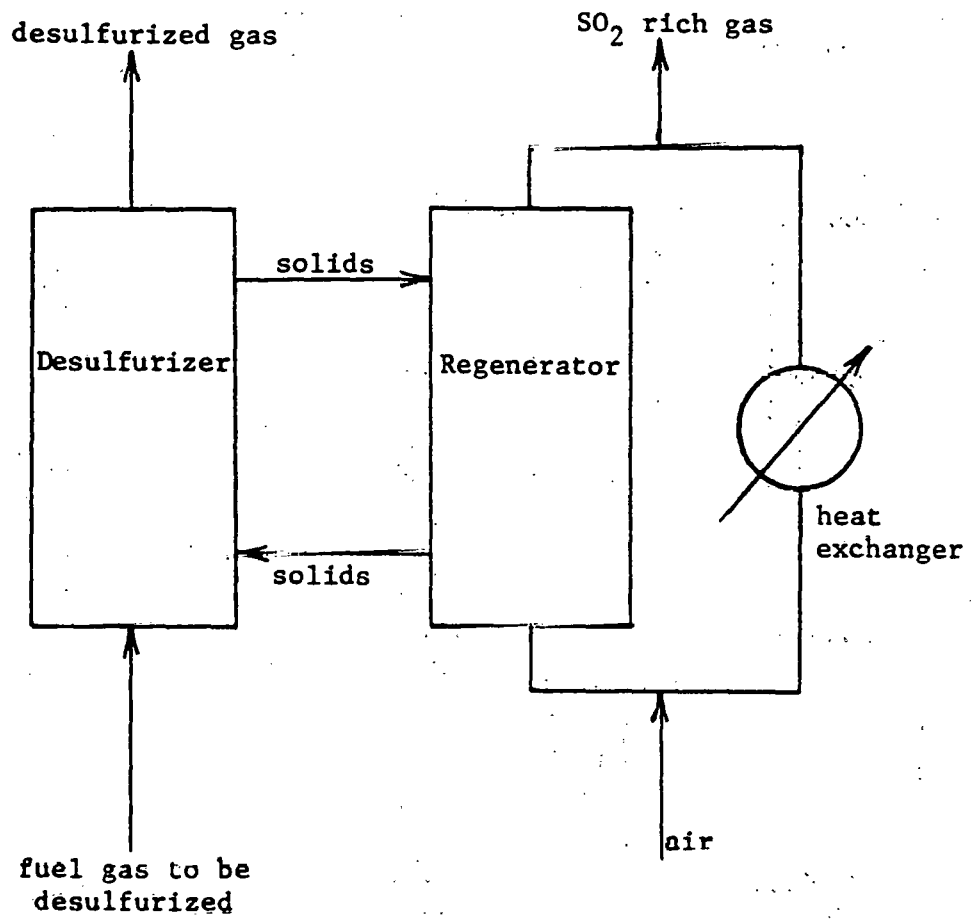 desulfurized gas
SO₂ rich gas
solids
Desulfurizer
Regenerator
heat
exchanger
solids
air
fuel gas to be
desulfurized